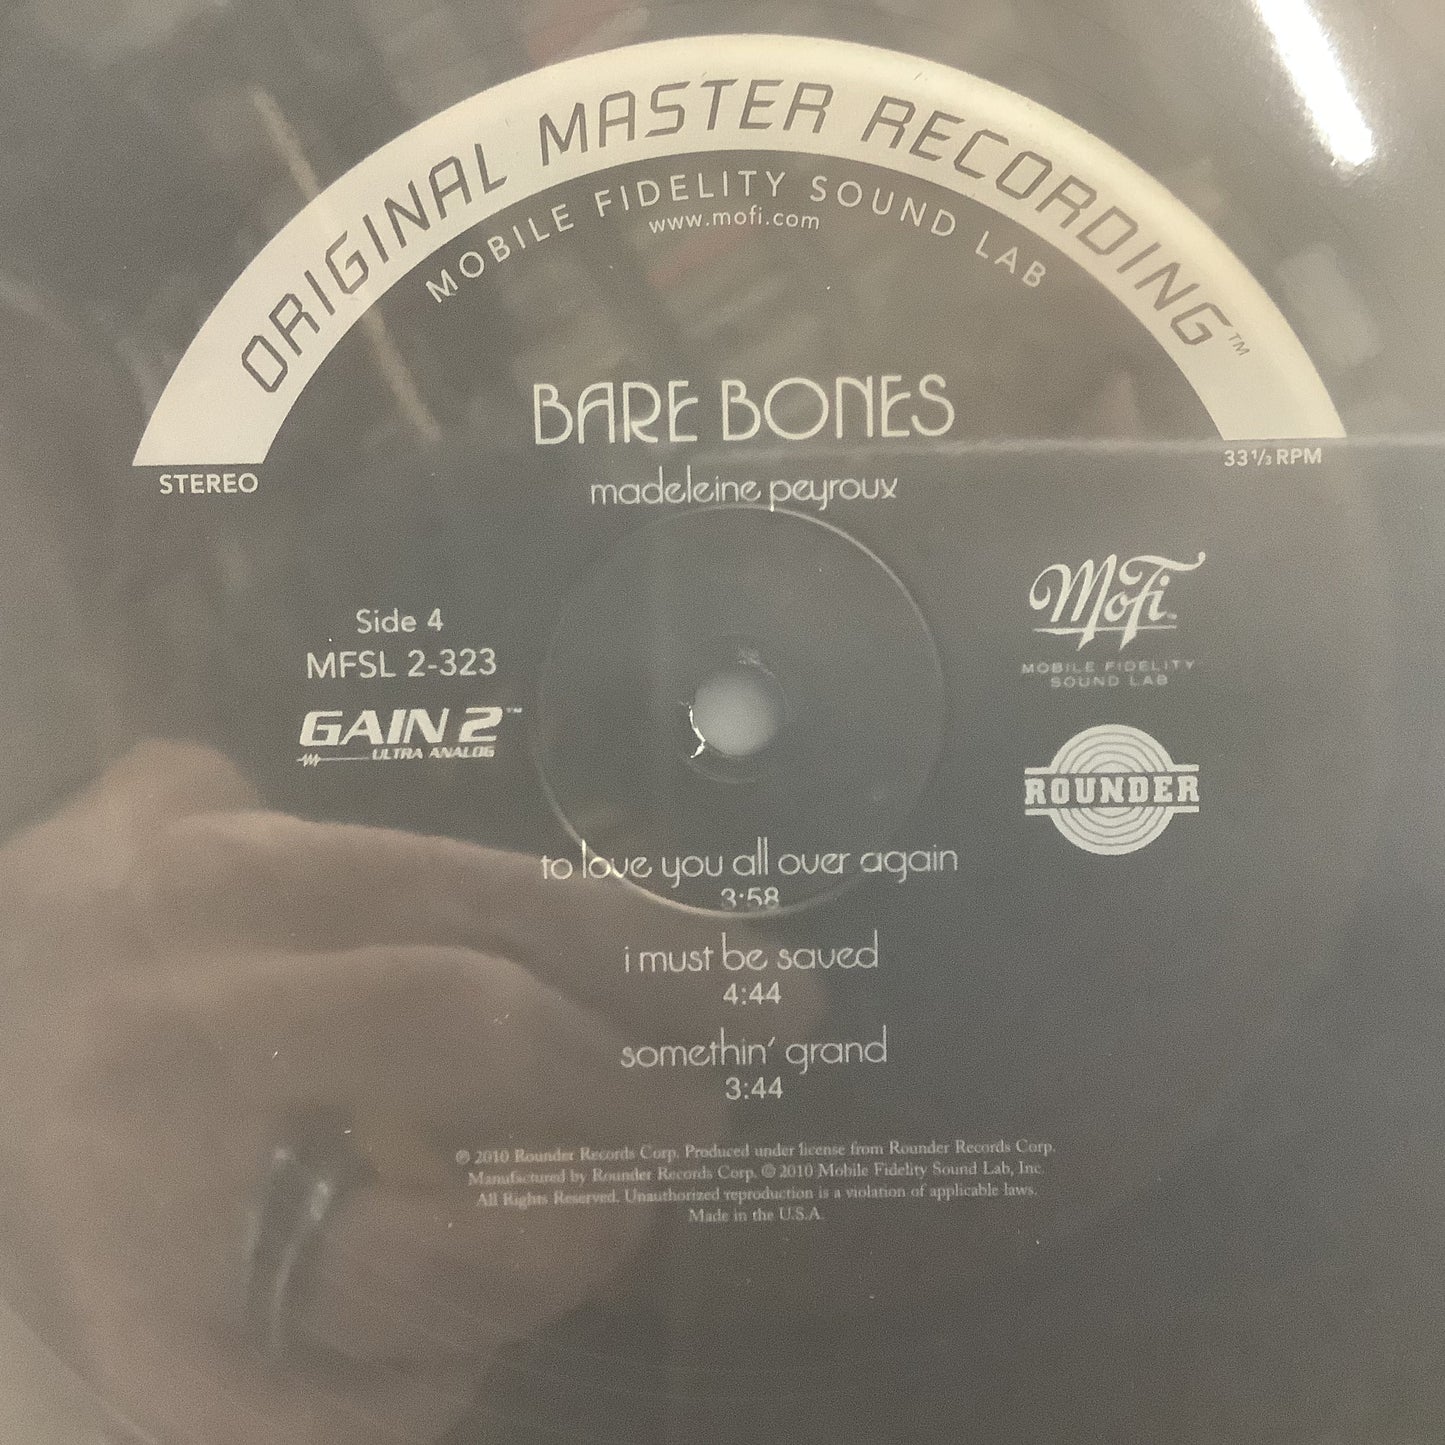 ORIGINAL MASTER RECORDING™
MOBILE FIDELITY SOUND LAB
www.mofi.com
BARE BONES
madeleine peyroux
STEREO
33 1/3 RPM
Side 4
MFSL 2-323
GAIN 2™
ULTRA ANALOG
MoFi™
MOBILE FIDELITY
SOUND LAB
ROUNDER
to love you all over again
3:58
i must be saved
4:44
somethin' grand
3:44
℗ 2010 Rounder Records Corp. Produced under license from Rounder Records Corp.
Manufactured by Rounder Records Corp. © 2010 Mobile Fidelity Sound Lab, Inc.
All Rights Reserved. Unauthorized reproduction is a violation of applicable laws.
Made in the U.S.A.